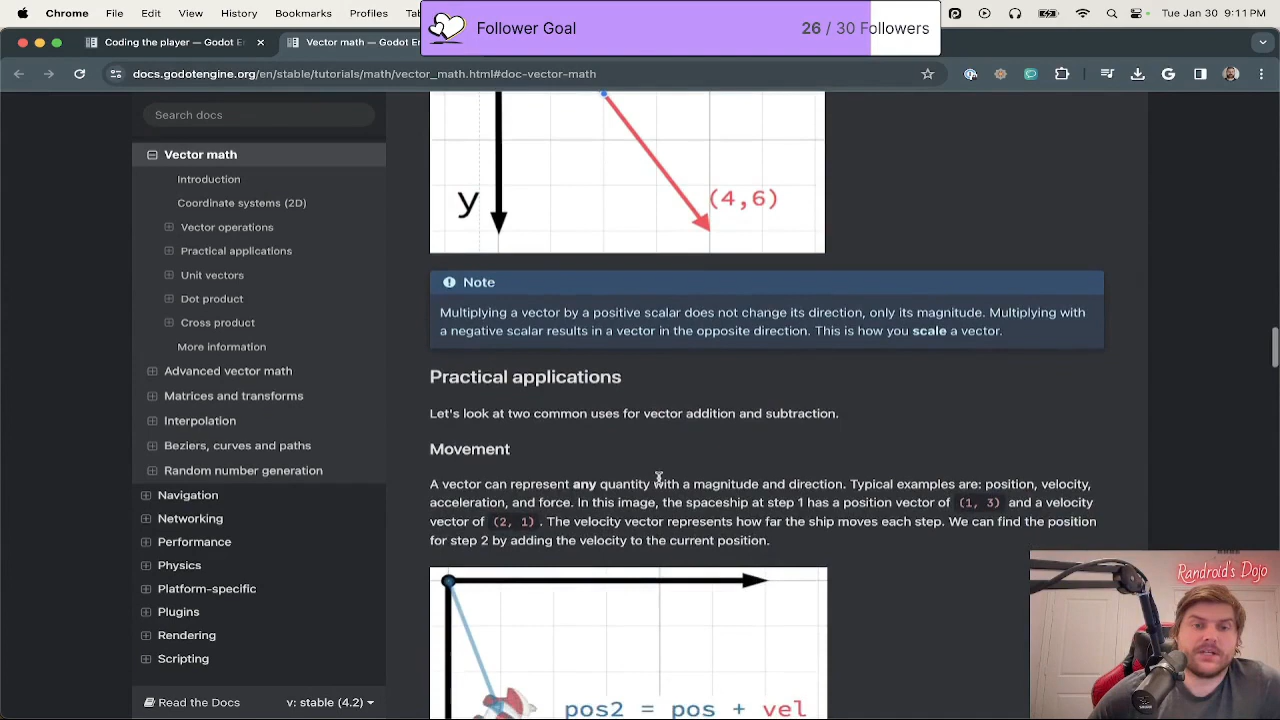 Chrome File Edit View History Bookmarks Profiles
Follower Goal 26 / 30 Followers
Tue Jan 30 9:11 PM
Coding the player — Godot E
Vector math — Godot En
docs.godotengine.org/en/stable/tutorials/math/vector_math.html#doc-vector-math
Search docs
Vector math
Introduction
Coordinate systems (2D)
Vector operations
Practical applications
Unit vectors
Dot product
Cross product
More information
Advanced vector math
Matrices and transforms
Interpolation
Beziers, curves and paths
Random number generation
Navigation
Networking
Performance
Physics
Platform-specific
Plugins
Rendering
Scripting
Read the Docs v: stable (4.2)
y
(4,6)
Note
Multiplying a vector by a positive scalar does not change its direction, only its magnitude. Multiplying with
a negative scalar results in a vector in the opposite direction. This is how you scale a vector.
Practical applications
Let's look at two common uses for vector addition and subtraction.
Movement
A vector can represent any quantity with a magnitude and direction. Typical examples are: position, velocity,
acceleration, and force. In this image, the spaceship at step 1 has a position vector of (1, 3) and a velocity
vector of (2, 1) . The velocity vector represents how far the ship moves each step. We can find the position
for step 2 by adding the velocity to the current position.
pos2 = pos + vel
Randroid's Dojo